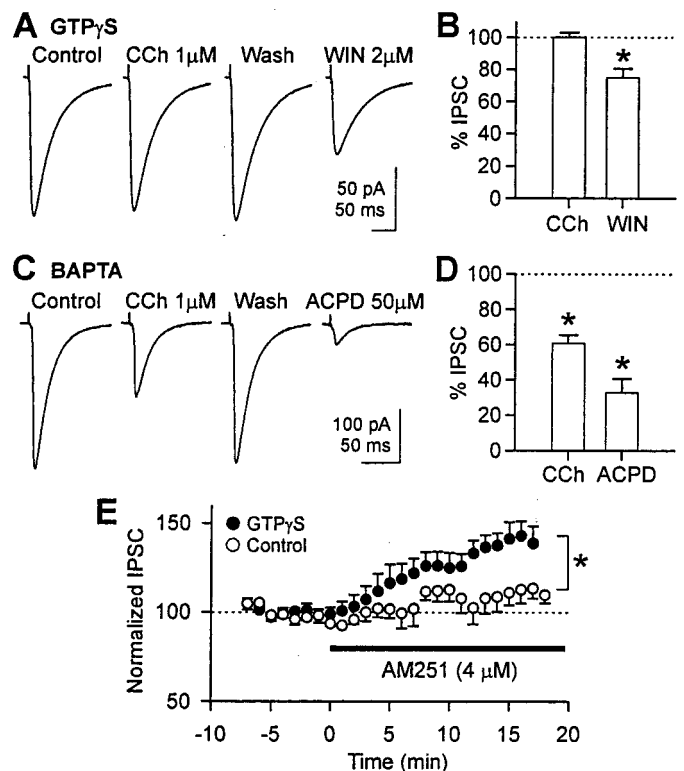 A GTPγS
Control CCh 1μM Wash WIN 2μM
50 pA
50 ms
B
% IPSC
100
80
60
40
20
0
CCh WIN
*
C BAPTA
Control CCh 1μM Wash ACPD 50μM
100 pA
50 ms
D
% IPSC
100
80
60
40
20
0
CCh ACPD
*
*
E
Normalized IPSC
150
100
50
GTPγS
Control
*
AM251 (4 μM)
-10 -5 0 5 10 15 20
Time (min)